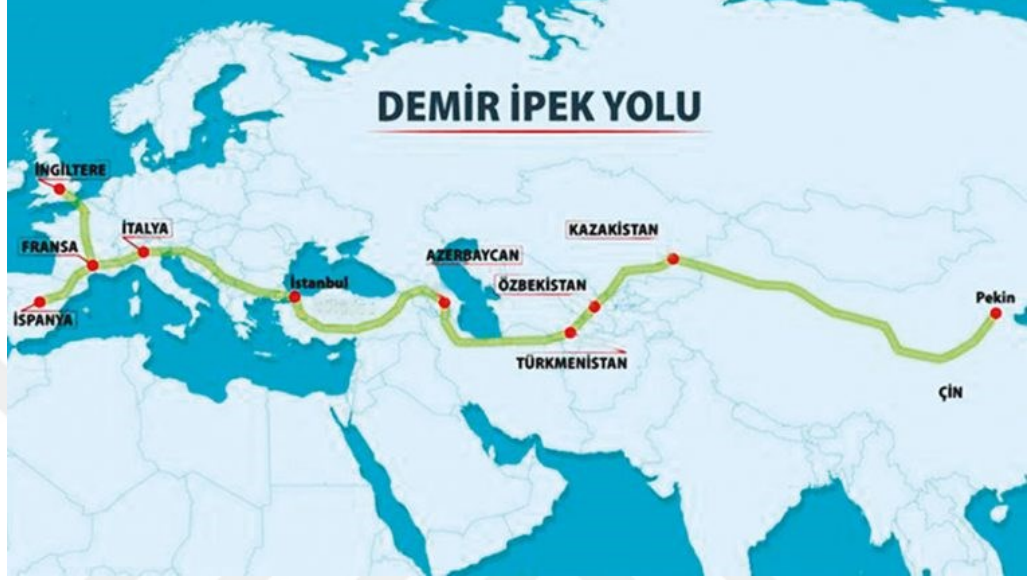 DEMİR İPEK YOLU
İNGİLTERE
FRANSA
İTALYA
İSPANYA
İstanbul
AZERBAYCAN
KAZAKİSTAN
ÖZBEKİSTAN
TÜRKMENİSTAN
Pekin
ÇİN